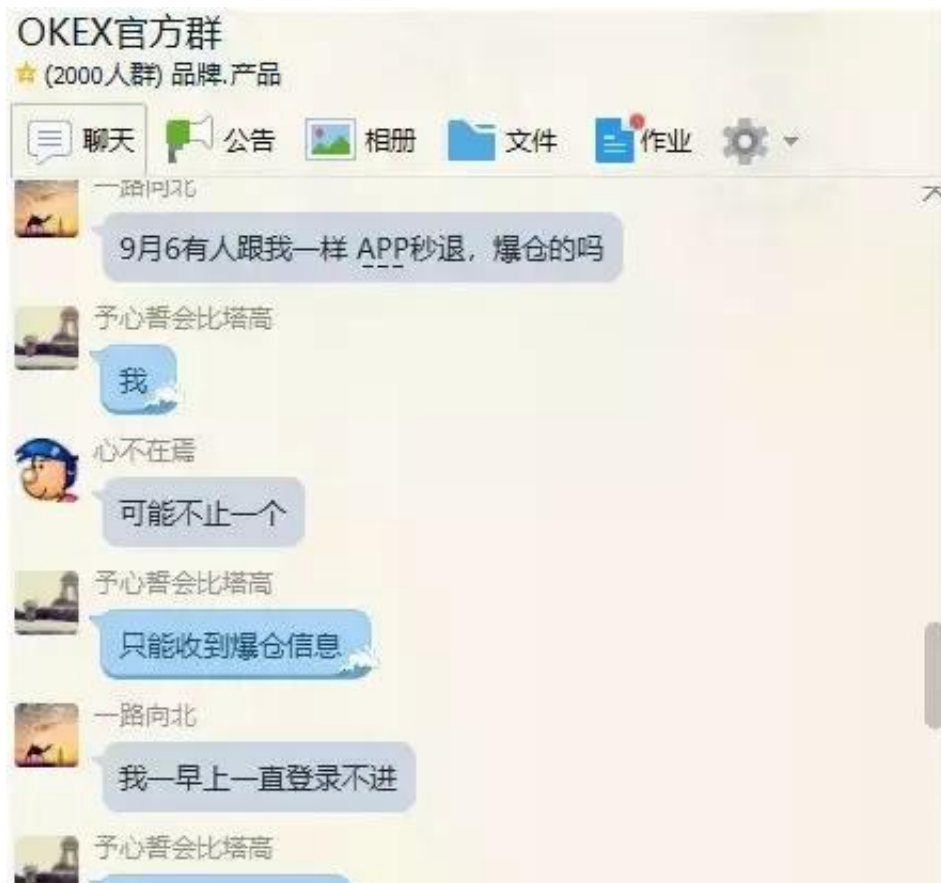 OKEX官方群
(2000人群) 品牌.产品
聊天 公告 相册 文件 作业
一路向北
9月6有人跟我一样 APP秒退，爆仓的吗
予心誓会比塔高
我
心不在焉
可能不止一个
予心誓会比塔高
只能收到爆仓信息
一路向北
我一早上一直登录不进
予心誓会比塔高